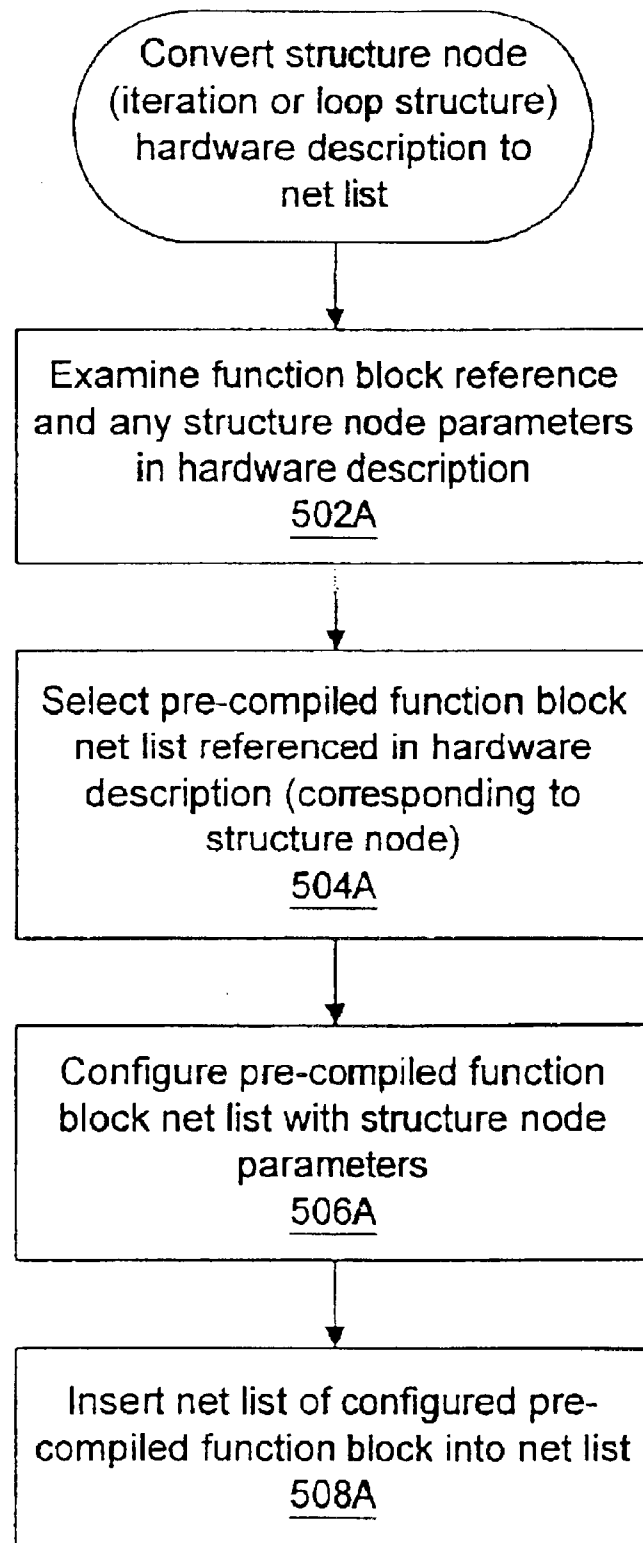 Convert structure node
(iteration or loop structure)
hardware description to
net list
Examine function block reference
and any structure node parameters
in hardware description
502A
Select pre-compiled function block
net list referenced in hardware
description (corresponding to
structure node)
504A
Configure pre-compiled function
block net list with structure node
parameters
506A
Insert net list of configured pre-
compiled function block into net list
508A